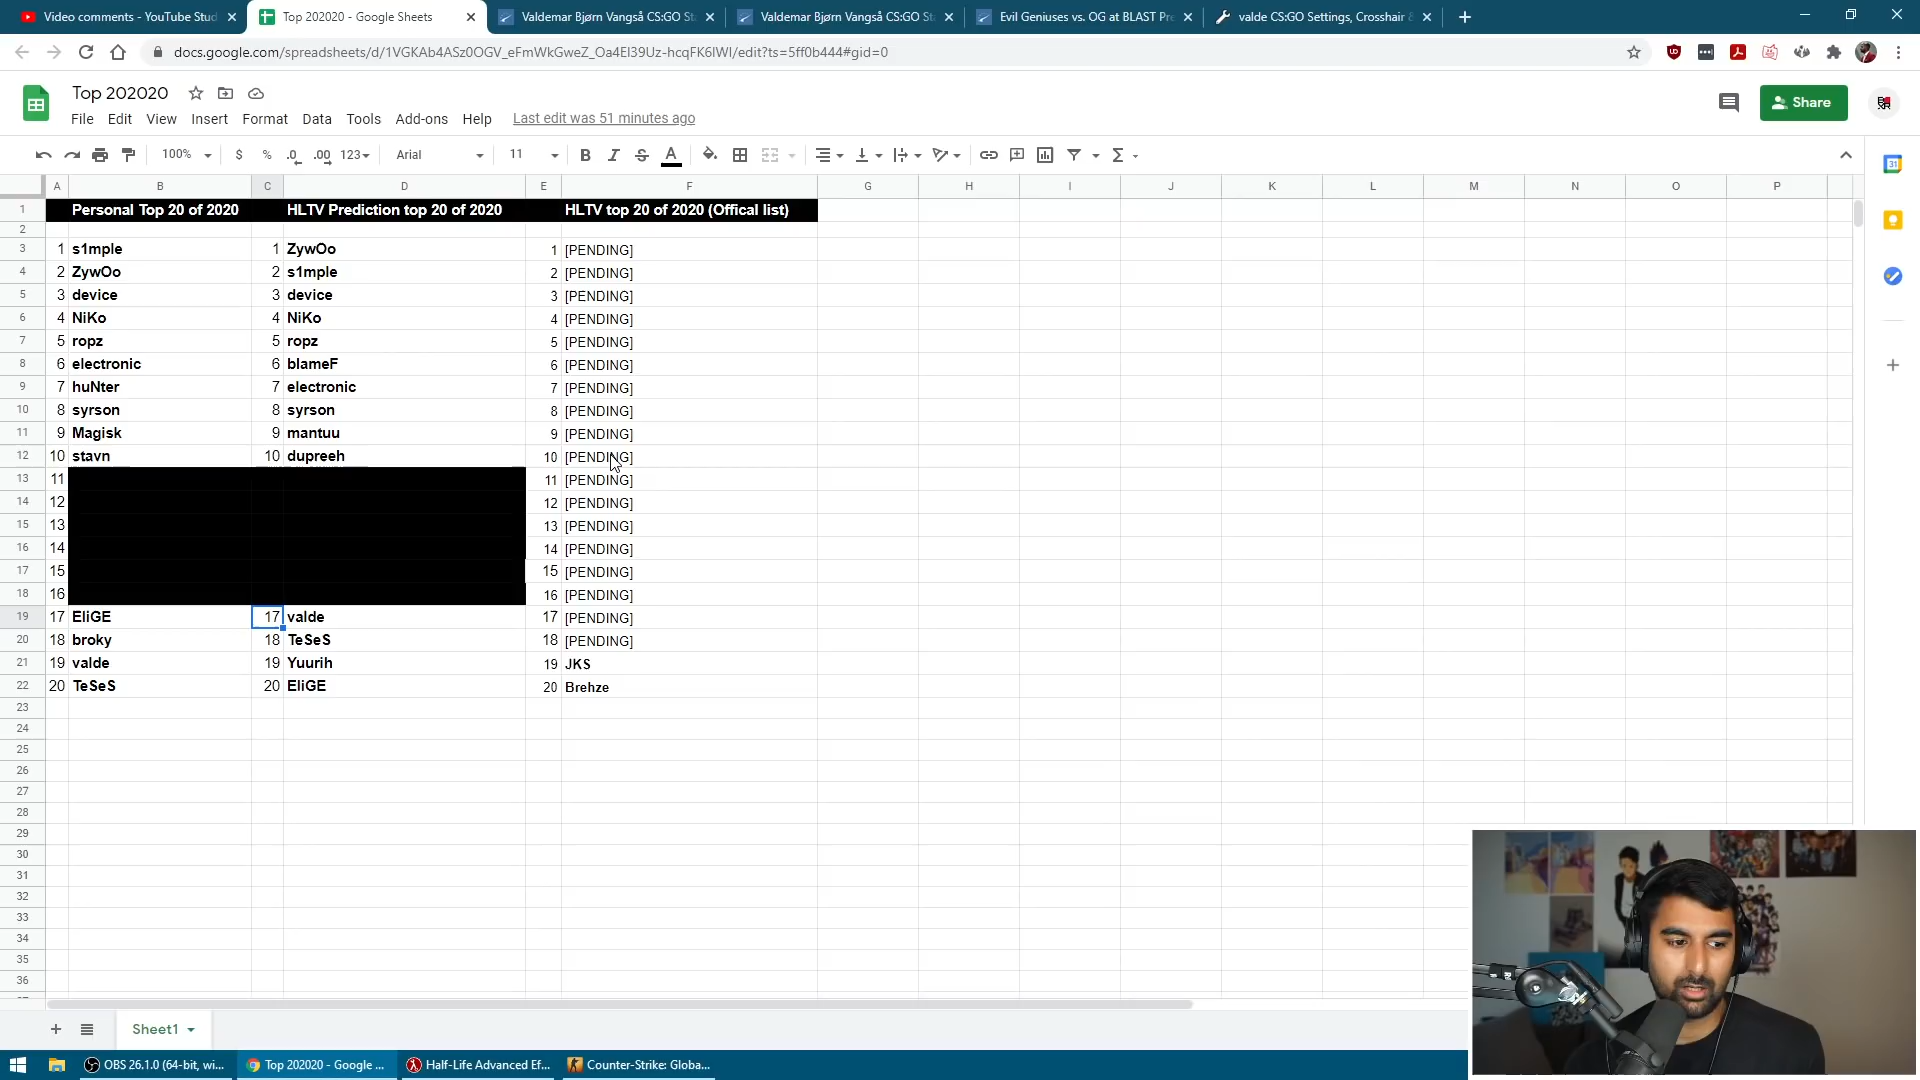 Video comments - YouTube Stud
Top 202020 - Google Sheets
Valdemar Bjørn Vangså CS:GO Sta
Valdemar Bjørn Vangså CS:GO Sta
Evil Geniuses vs. OG at BLAST Pre
valde CS:GO Settings, Crosshair &
docs.google.com/spreadsheets/d/1VGKAb4ASz0OGV_eFmWkGweZ_Oa4EI39Uz-hcqFK6IWI/edit?ts=5ff0b444#gid=0
Top 202020
File Edit View Insert Format Data Tools Add-ons Help Last edit was 51 minutes ago
Share
100% $ % .0 .00 123 Arial 11 B I S A Σ
31
A B C D E F G H I J K L M N O P
1 Personal Top 20 of 2020 HLTV Prediction top 20 of 2020 HLTV top 20 of 2020 (Offical list)
2
3 1 s1mple 1 ZywOo 1 [PENDING]
4 2 ZywOo 2 s1mple 2 [PENDING]
5 3 device 3 device 3 [PENDING]
6 4 NiKo 4 NiKo 4 [PENDING]
7 5 ropz 5 ropz 5 [PENDING]
8 6 electronic 6 blameF 6 [PENDING]
9 7 huNter 7 electronic 7 [PENDING]
10 8 syrson 8 syrson 8 [PENDING]
11 9 Magisk 9 mantuu 9 [PENDING]
12 10 stavn 10 dupreeh 10 [PENDING]
13 11 11 [PENDING]
14 12 12 [PENDING]
15 13 13 [PENDING]
16 14 14 [PENDING]
17 15 15 [PENDING]
18 16 16 [PENDING]
19 17 EliGE 17 valde 17 [PENDING]
20 18 broky 18 TeSeS 18 [PENDING]
21 19 valde 19 Yuurih 19 JKS
22 20 TeSeS 20 EliGE 20 Brehze
23
24
25
26
27
28
29
30
31
32
33
34
35
36
Sheet1
OBS 26.1.0 (64-bit, wi...
Top 202020 - Google ...
Half-Life Advanced Ef...
Counter-Strike: Globa...